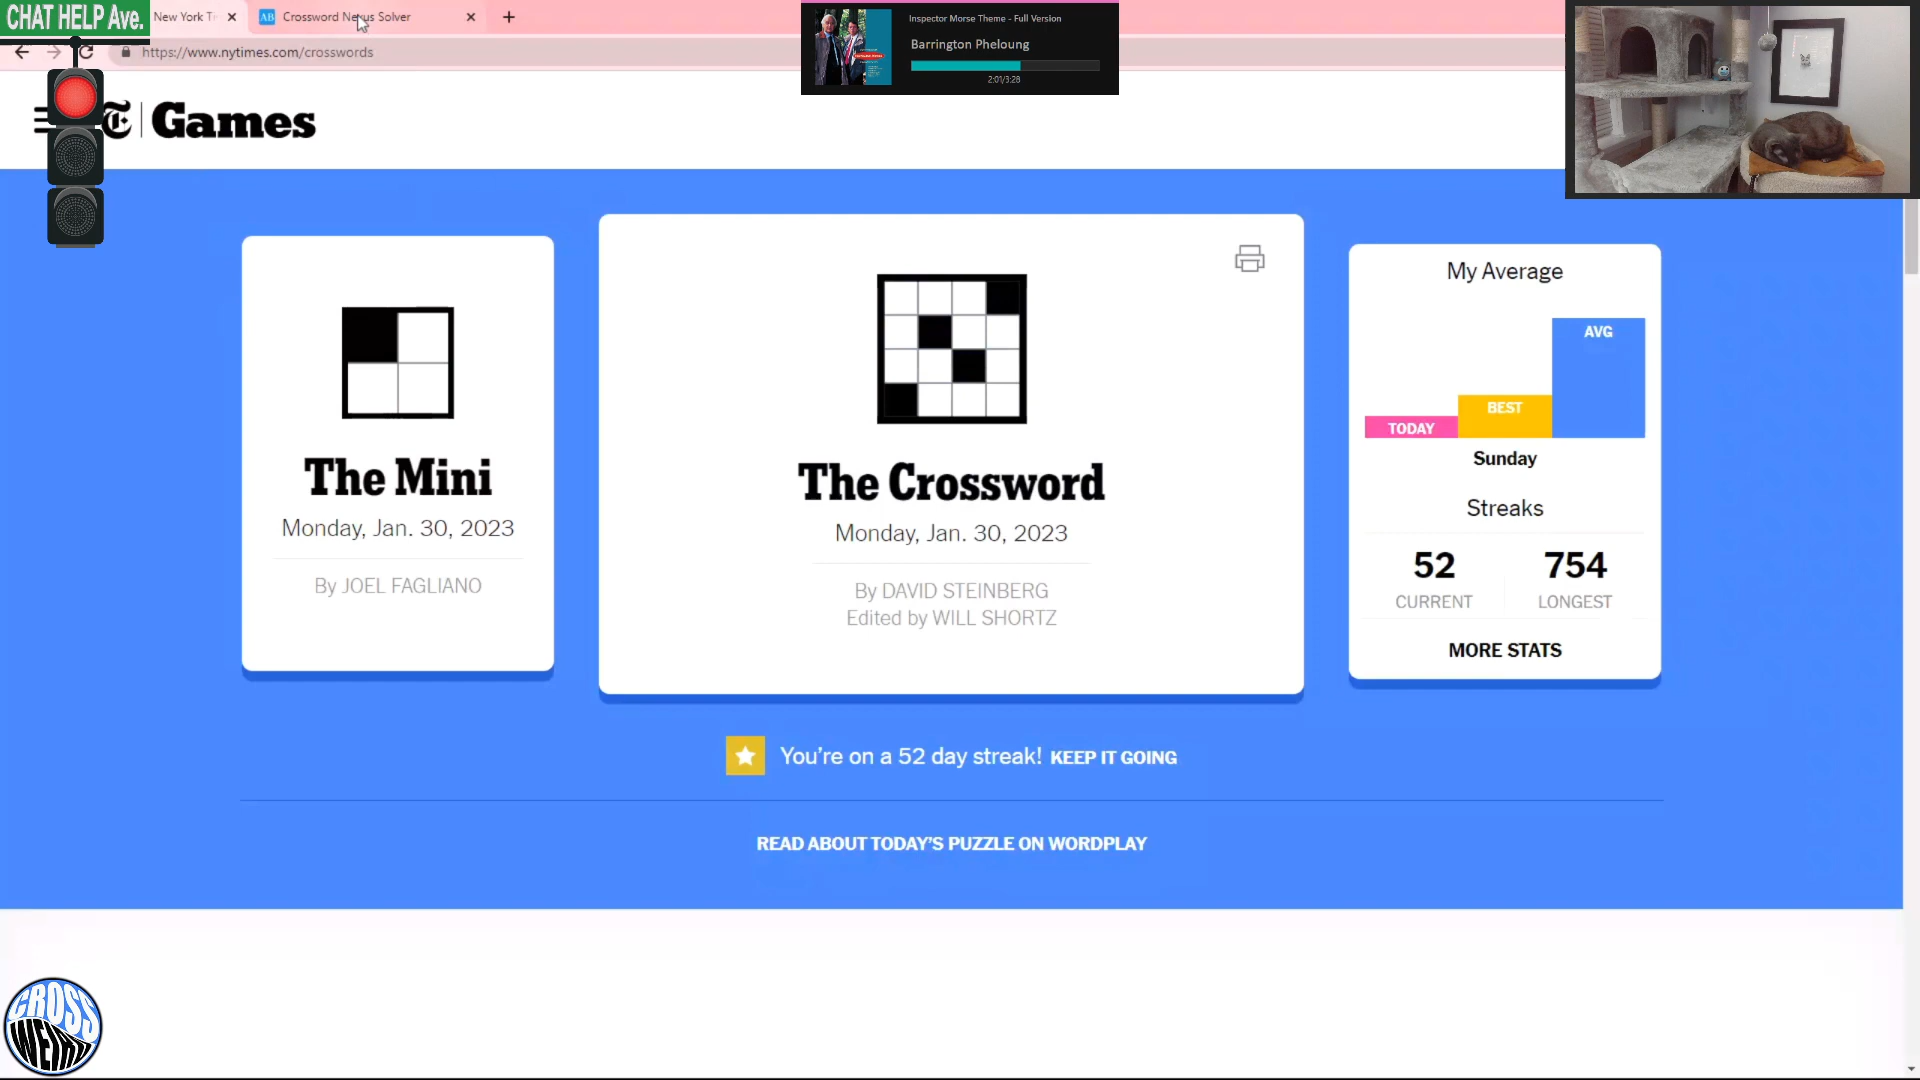 CHAT HELP Ave.
New York Ti
AB
Crossword Nexus Solver
https://www.nytimes.com/crosswords
Inspector Morse Theme - Full Version
Barrington Pheloung
2:01/3:28
T
Games
The Mini
Monday, Jan. 30, 2023
By JOEL FAGLIANO
The Crossword
Monday, Jan. 30, 2023
By DAVID STEINBERG
Edited by WILL SHORTZ
My Average
AVG
BEST
TODAY
Sunday
Streaks
52
754
CURRENT
LONGEST
MORE STATS
You're on a 52 day streak! KEEP IT GOING
READ ABOUT TODAY'S PUZZLE ON WORDPLAY
CROSS